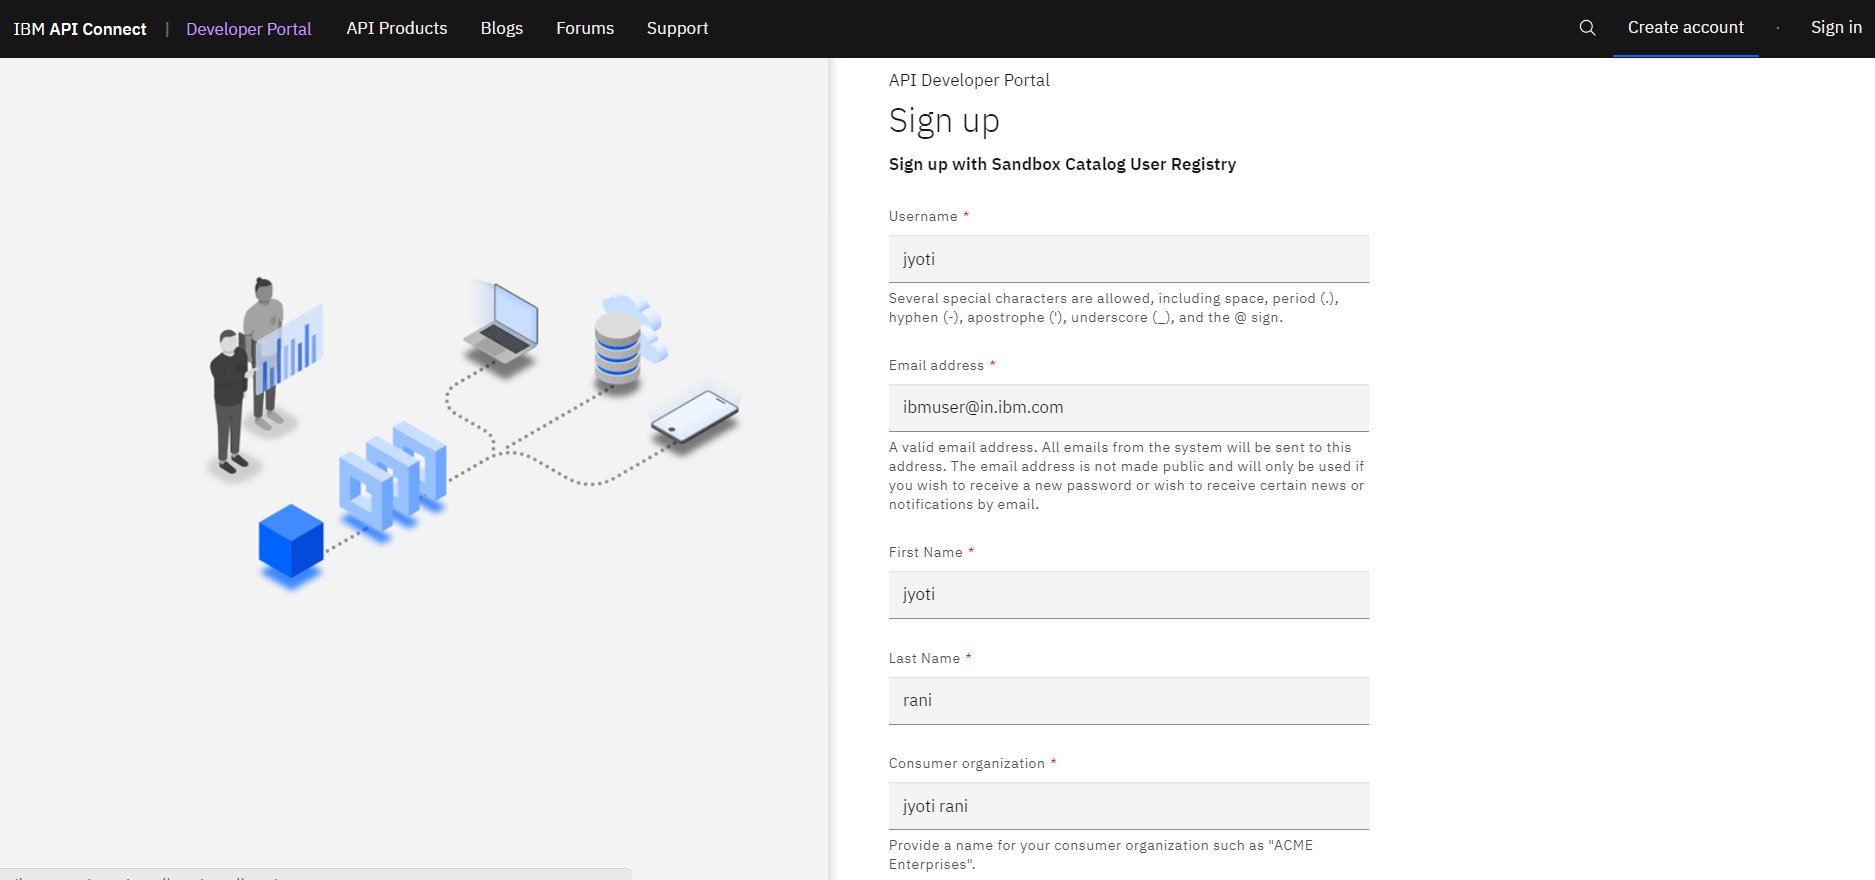 IBM API Connect | Developer Portal API Products Blogs Forums Support Create account · Sign in
API Developer Portal
Sign up
Sign up with Sandbox Catalog User Registry
Username *
jyoti
Several special characters are allowed, including space, period (.),
hyphen (-), apostrophe ('), underscore (_), and the @ sign.
Email address *
ibmuser@in.ibm.com
A valid email address. All emails from the system will be sent to this
address. The email address is not made public and will only be used if
you wish to receive a new password or wish to receive certain news or
notifications by email.
First Name *
jyoti
Last Name *
rani
Consumer organization *
jyoti rani
Provide a name for your consumer organization such as "ACME
Enterprises".